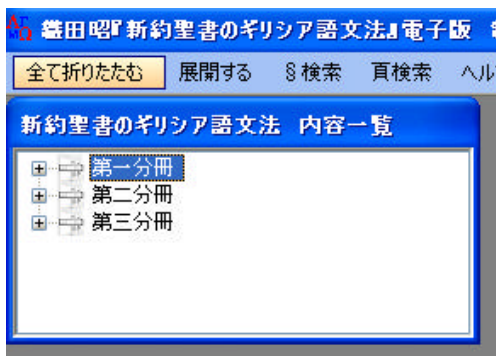 織田昭『新約聖書のギリシア語文法』電子版
全て折りたたむ 展開する §検索 頁検索 ヘル
新約聖書のギリシア語文法 内容一覧
第一分冊
第二分冊
第三分冊